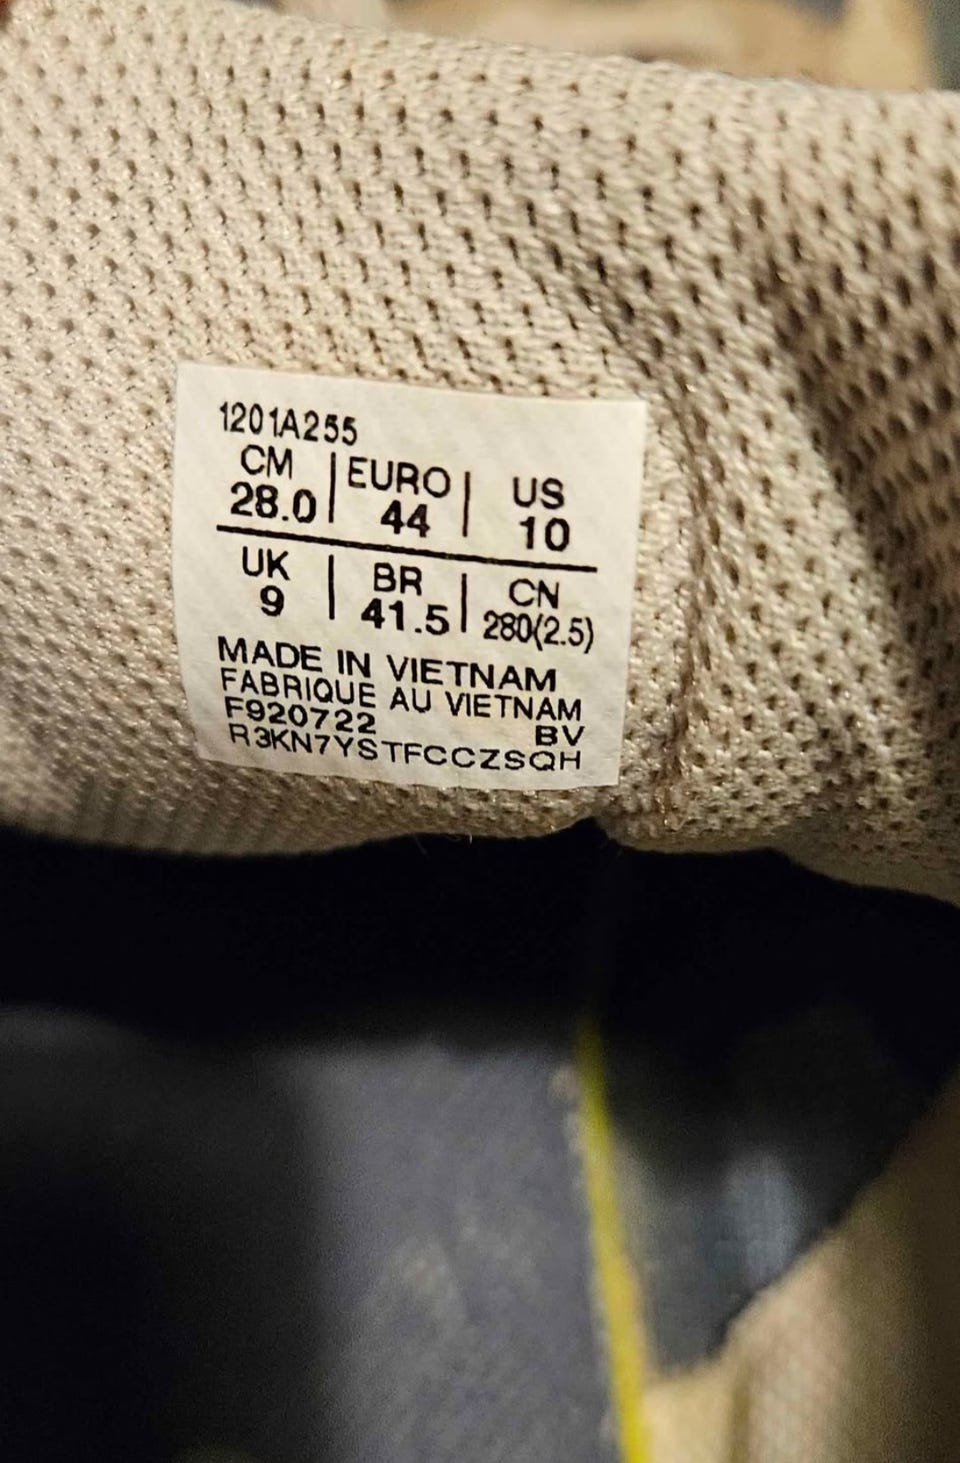 1201A255
CM EURO US
28.0 44 10
UK BR CN
9 41.5 280(2.5)
MADE IN VIETNAM
FABRIQUE AU VIETNAM
F920722 BV
R3KN7YSTFCCZSQH